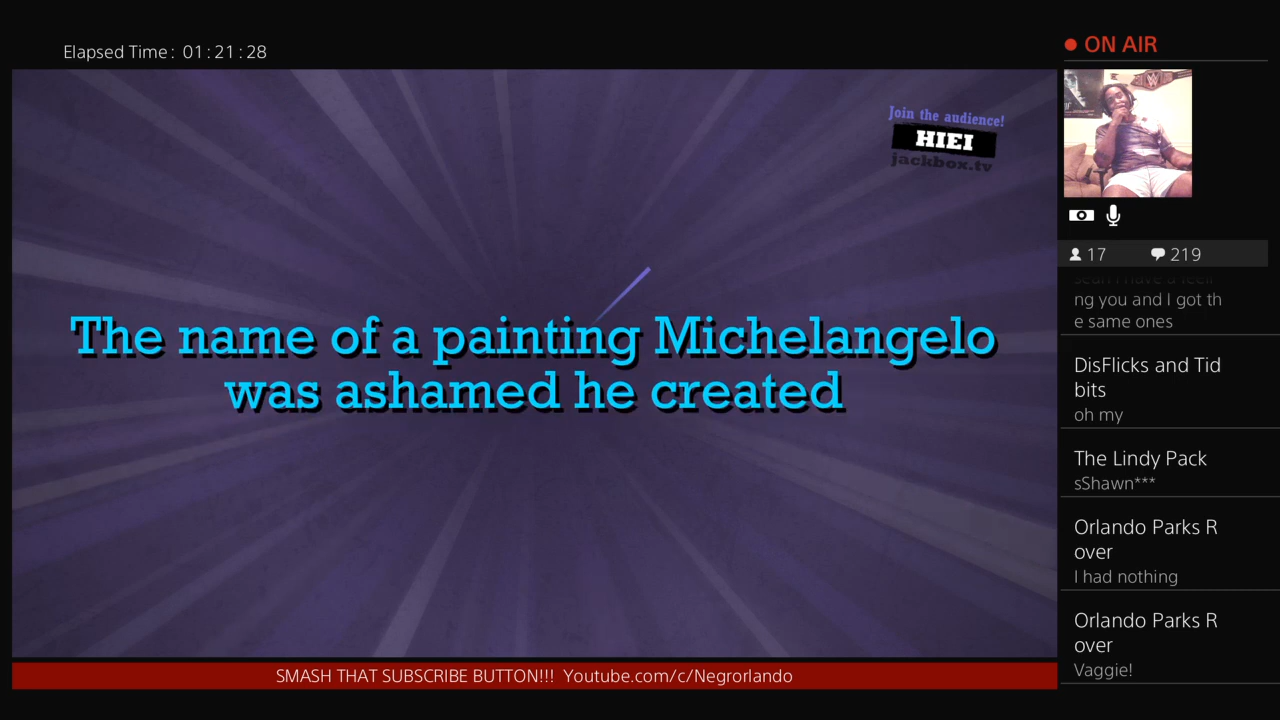 Elapsed Time: 01:21:28
ON AIR
Join the audience!
HIEI
jackbox.tv
The name of a painting Michelangelo
was ashamed he created
17 219
ng you and I got th
e same ones
DisFlicks and Tid
bits
oh my
The Lindy Pack
sShawn***
Orlando Parks R
over
I had nothing
Orlando Parks R
over
Vaggie!
SMASH THAT SUBSCRIBE BUTTON!!! Youtube.com/c/Negrorlando